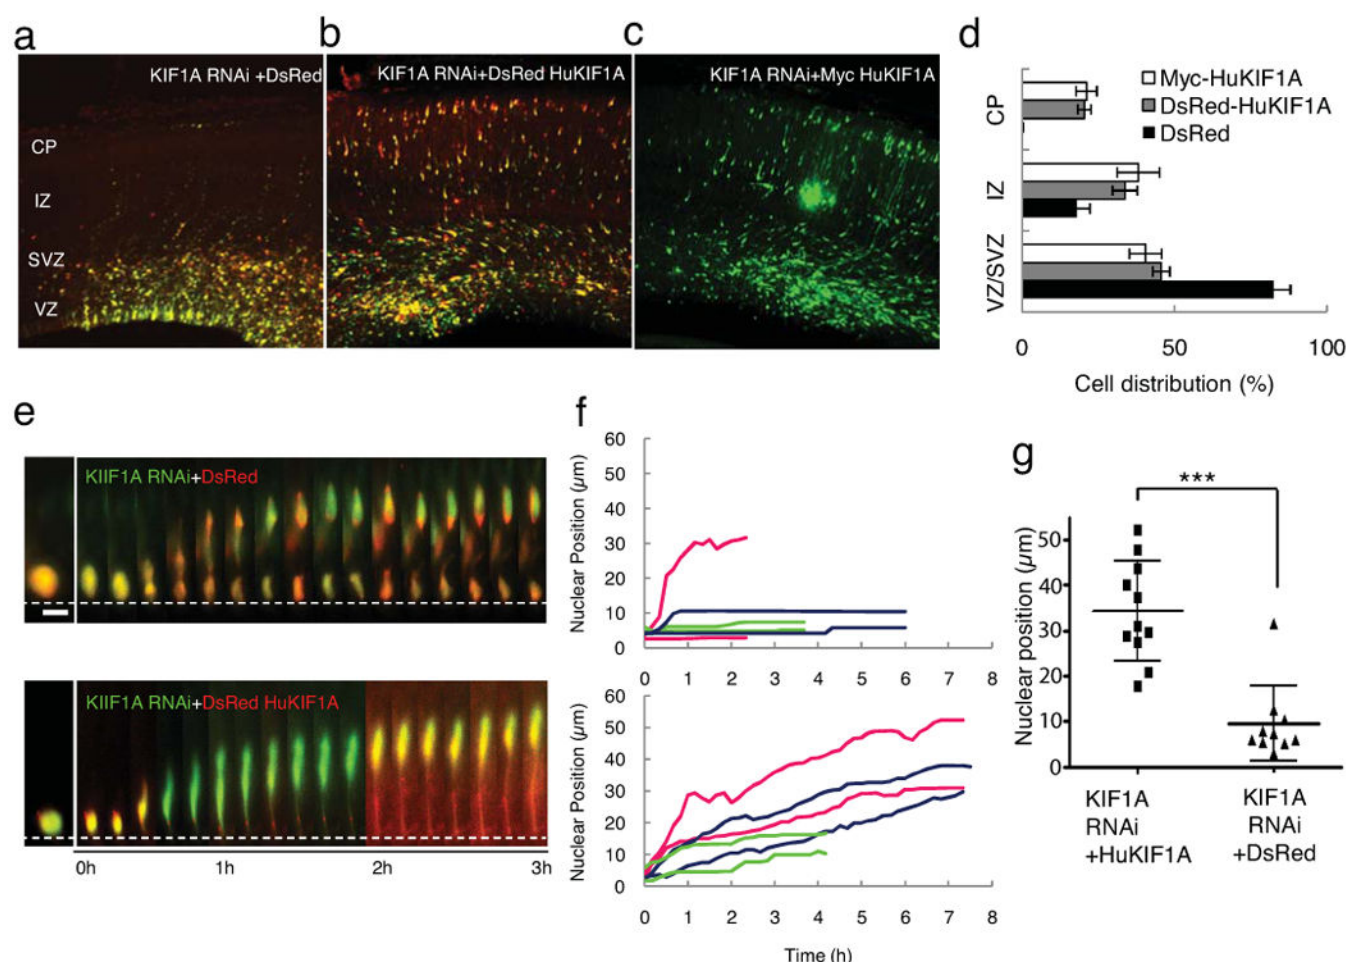 a
KIF1A RNAi +DsRed
CP
IZ
SVZ
VZ
b
KIF1A RNAi+DsRed HuKIF1A
c
KIF1A RNAi+Myc HuKIF1A
d
Myc-HuKIF1A
DsRed-HuKIF1A
DsRed
CP
IZ
VZ/SVZ
0 50 100
Cell distribution (%)
e
KIIF1A RNAi+DsRed
KIIF1A RNAi+DsRed HuKIF1A
0h 1h 2h 3h
f
Nuclear Position (µm)
60
50
40
30
20
10
0
0 1 2 3 4 5 6 7 8
Nuclear Position (µm)
60
50
40
30
20
10
0
0 1 2 3 4 5 6 7 8
Time (h)
g
***
Nuclear position (µm)
50
40
30
20
10
0
KIF1A
RNAi
+HuKIF1A
KIF1A
RNAi
+DsRed